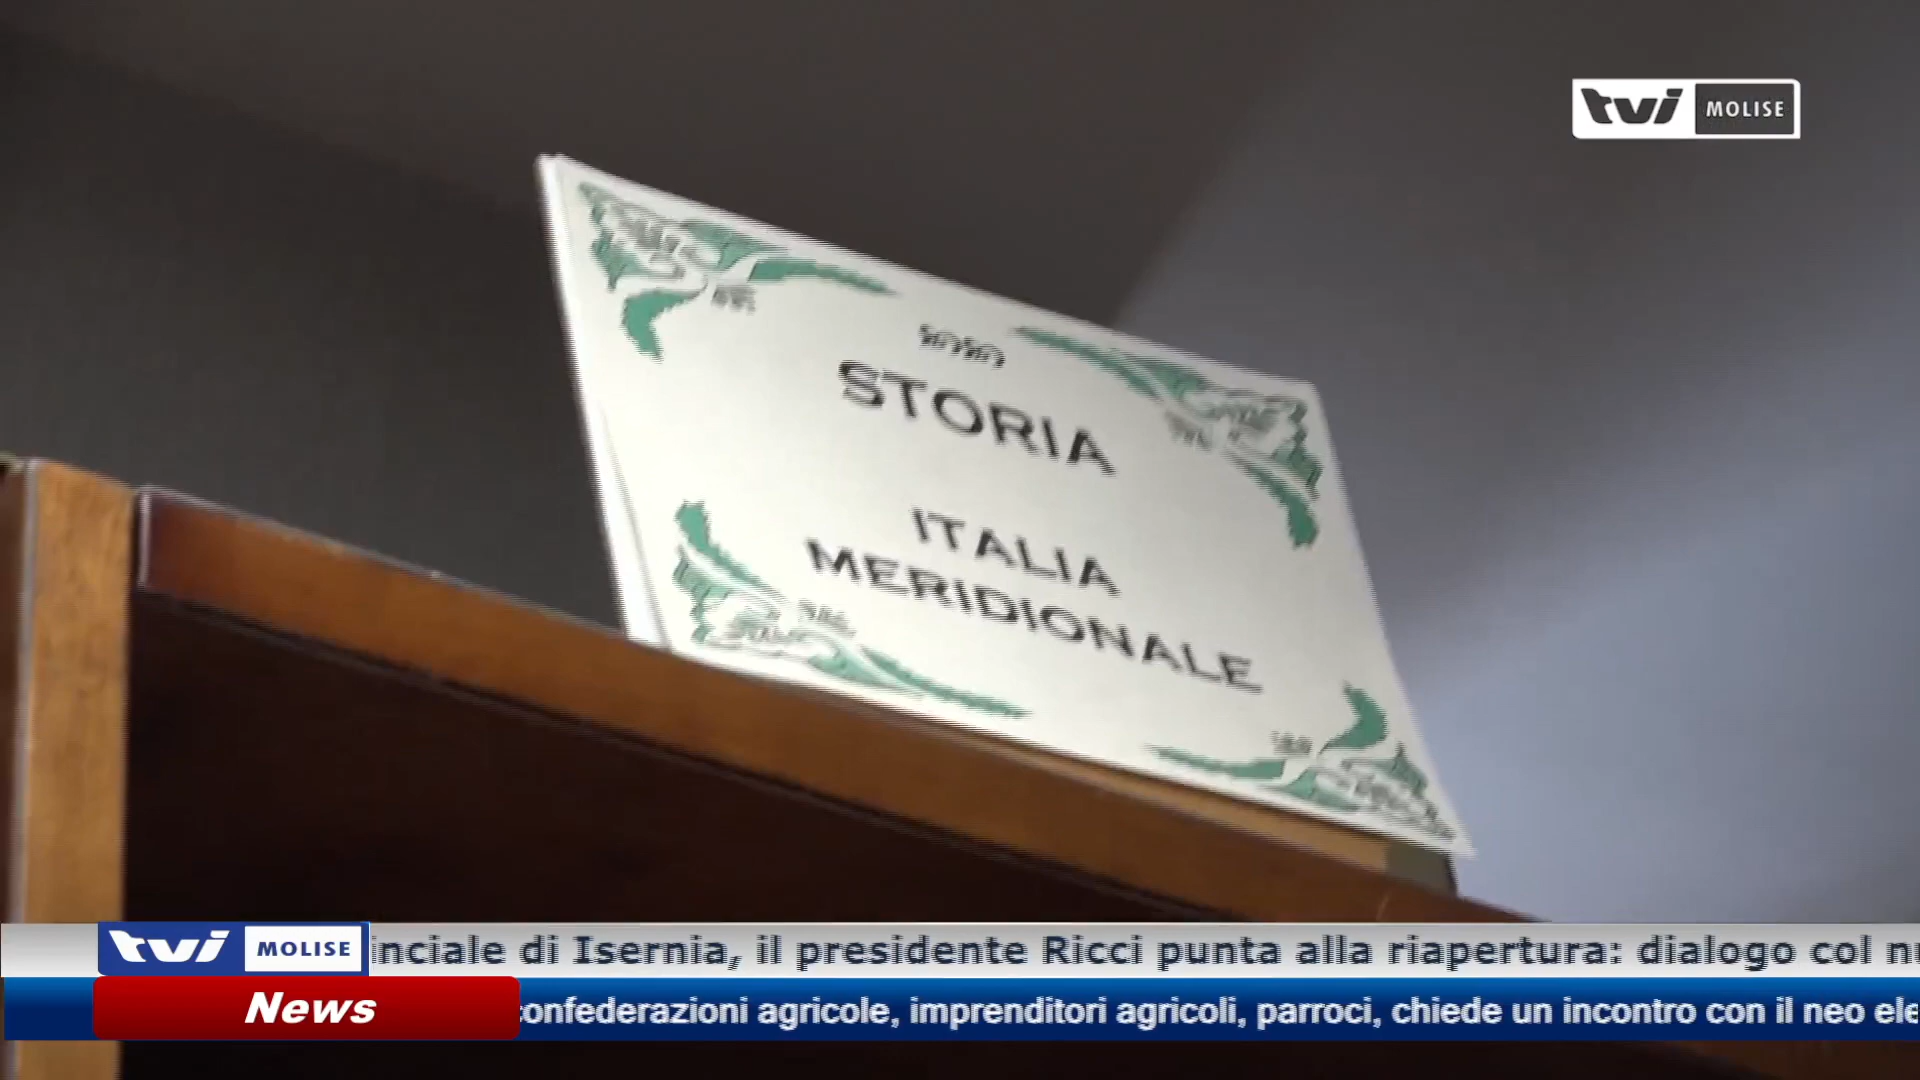 tvi MOLISE
STORIA
ITALIA
MERIDIONALE
tvi MOLISE
inciale di Isernia, il presidente Ricci punta alla riapertura: dialogo col nu
News
confederazioni agricole, imprenditori agricoli, parroci, chiede un incontro con il neo ele